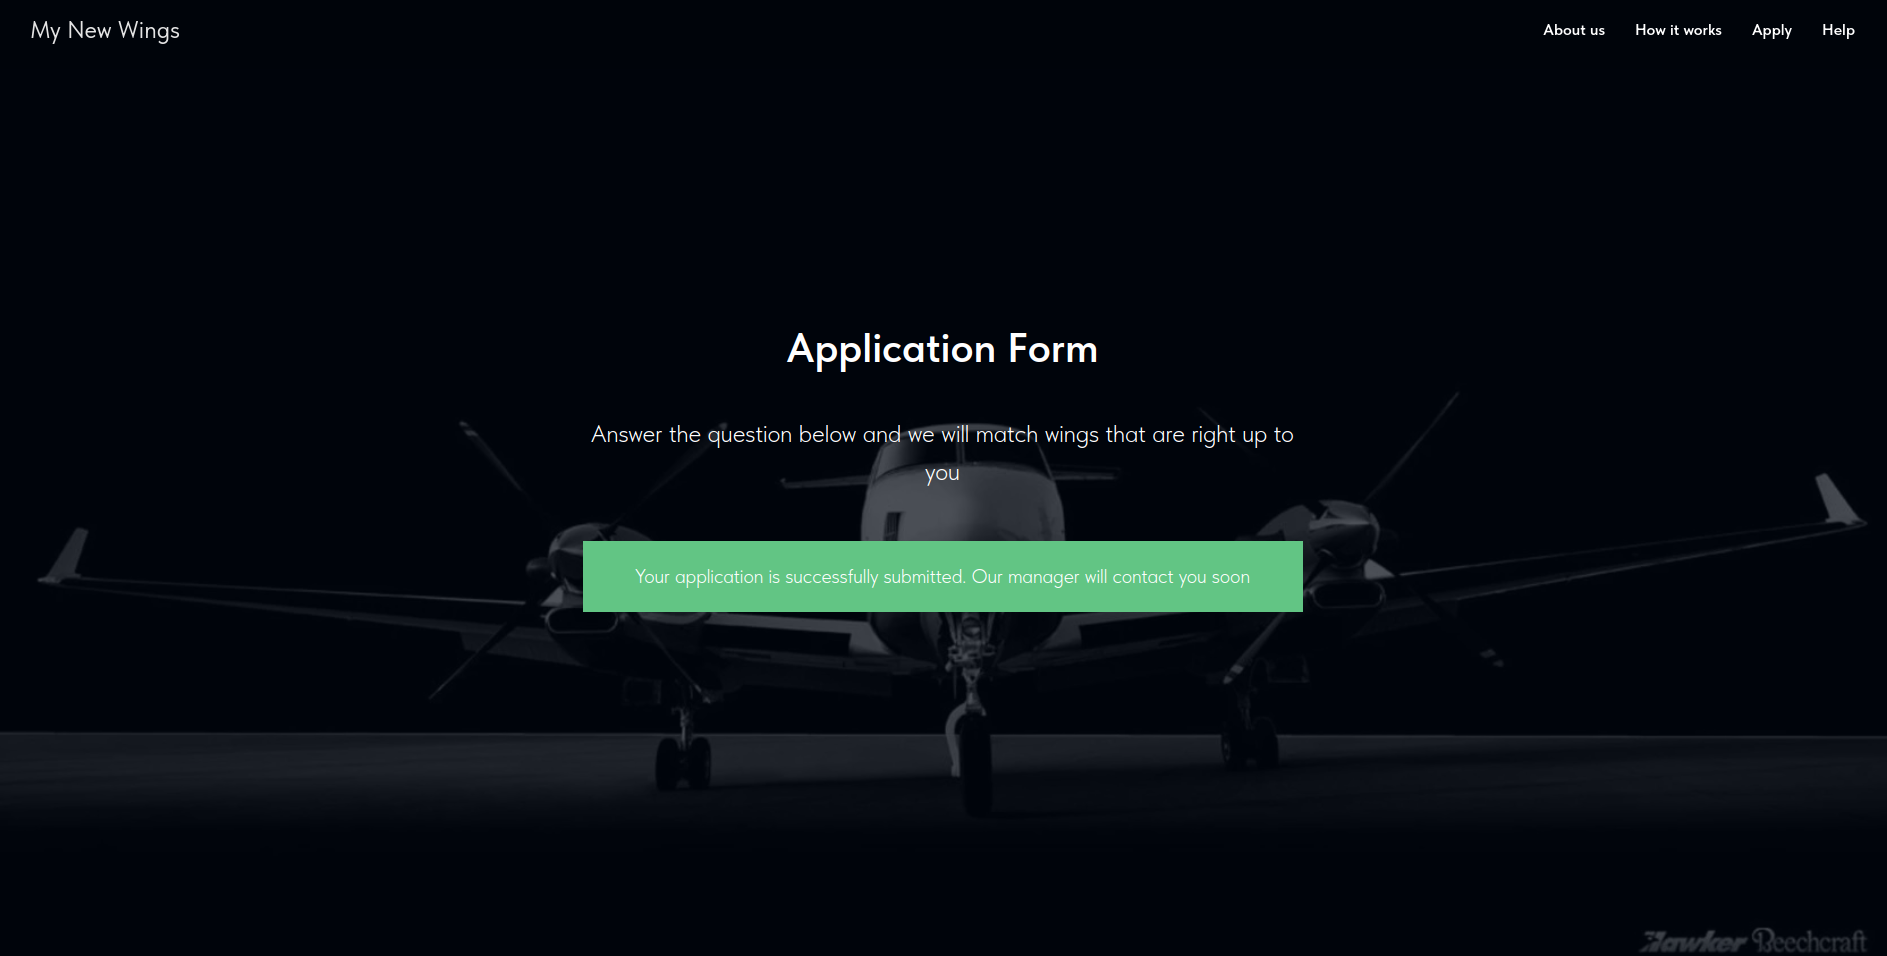 My New Wings
About us How it works Apply Help
Application Form
Answer the question below and we will match wings that are right up to
you
Your application is successfully submitted. Our manager will contact you soon
Hawker Beechcraft